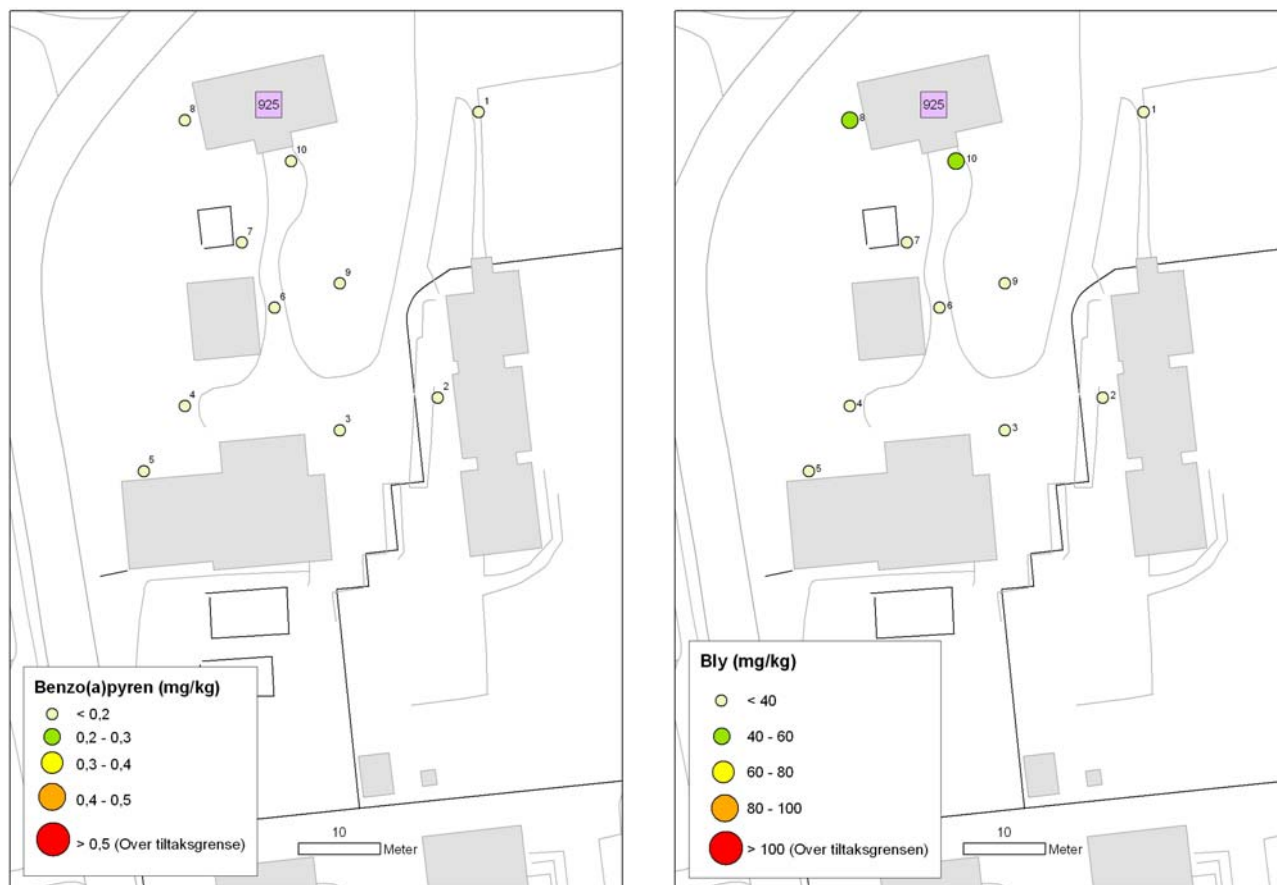 8
925
1
10
7
9
6
4
2
3
5
Benzo(a)pyren (mg/kg)
< 0,2
0,2 - 0,3
0,3 - 0,4
0,4 - 0,5
> 0,5 (Over tiltaksgrense)
10
Meter
925
1
8
10
7
9
6
4
2
3
5
Bly (mg/kg)
< 40
40 - 60
60 - 80
80 - 100
> 100 (Over tiltaksgrensen)
10
Meter